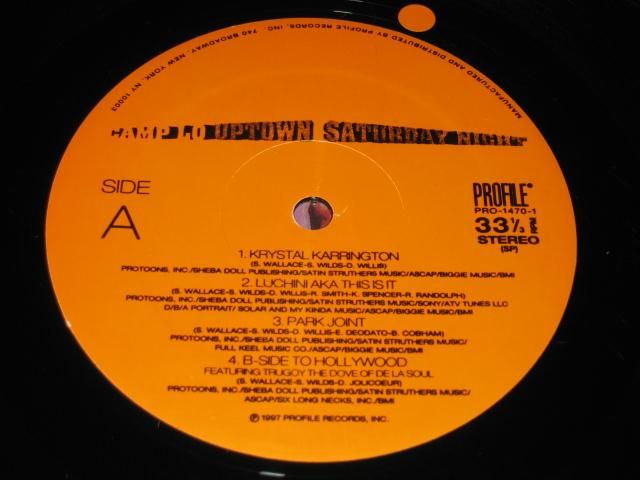 MANUFACTURED AND DISTRIBUTED BY PROFILE RECORDS, INC. 740 BROADWAY, NEW YORK, NY 10003
CAMP LO UPTOWN SATURDAY NIGHT
SIDE
A
PROFILE
PRO-1470-1
33 1/3 RPM
STEREO
(SP)
1. KRYSTAL KARRINGTON
(S. WALLACE-S. WILDS-D. WILLIS)
PROTOONS, INC./SHEBA DOLL PUBLISHING/SATIN STRUTHERS MUSIC/ASCAP/BIGGIE MUSIC/BMI
2. LUCHINI AKA THIS IS IT
(S. WALLACE-S. WILDS-D. WILLIS-R. SMITH-K. SPENCER-R. RANDOLPH)
PROTOONS, INC./SHEBA DOLL PUBLISHING/SATIN STRUTHERS MUSIC/SONY/ATV TUNES LLC
D/B/A PORTRAIT/ SOLAR AND MY KINDA MUSIC/ASCAP/BIGGIE MUSIC/BMI
3. PARK JOINT
(S. WALLACE-S. WILDS-D. WILLIS-E. DEODATO-B. COBHAM)
PROTOONS, INC./SHEBA DOLL PUBLISHING/SATIN STRUTHERS MUSIC/
FULL KEEL MUSIC CO./ASCAP/BIGGIE MUSIC/BMI
4. B-SIDE TO HOLLYWOOD
FEATURING TRUGOY THE DOVE OF DE LA SOUL
(S. WALLACE-S. WILDS-D. JOLICOEUR)
PROTOONS, INC./SHEBA DOLL PUBLISHING/SATIN STRUTHERS MUSIC/
ASCAP/SIX LONG NECKS, INC./BMI
℗ © 1997 PROFILE RECORDS, INC.